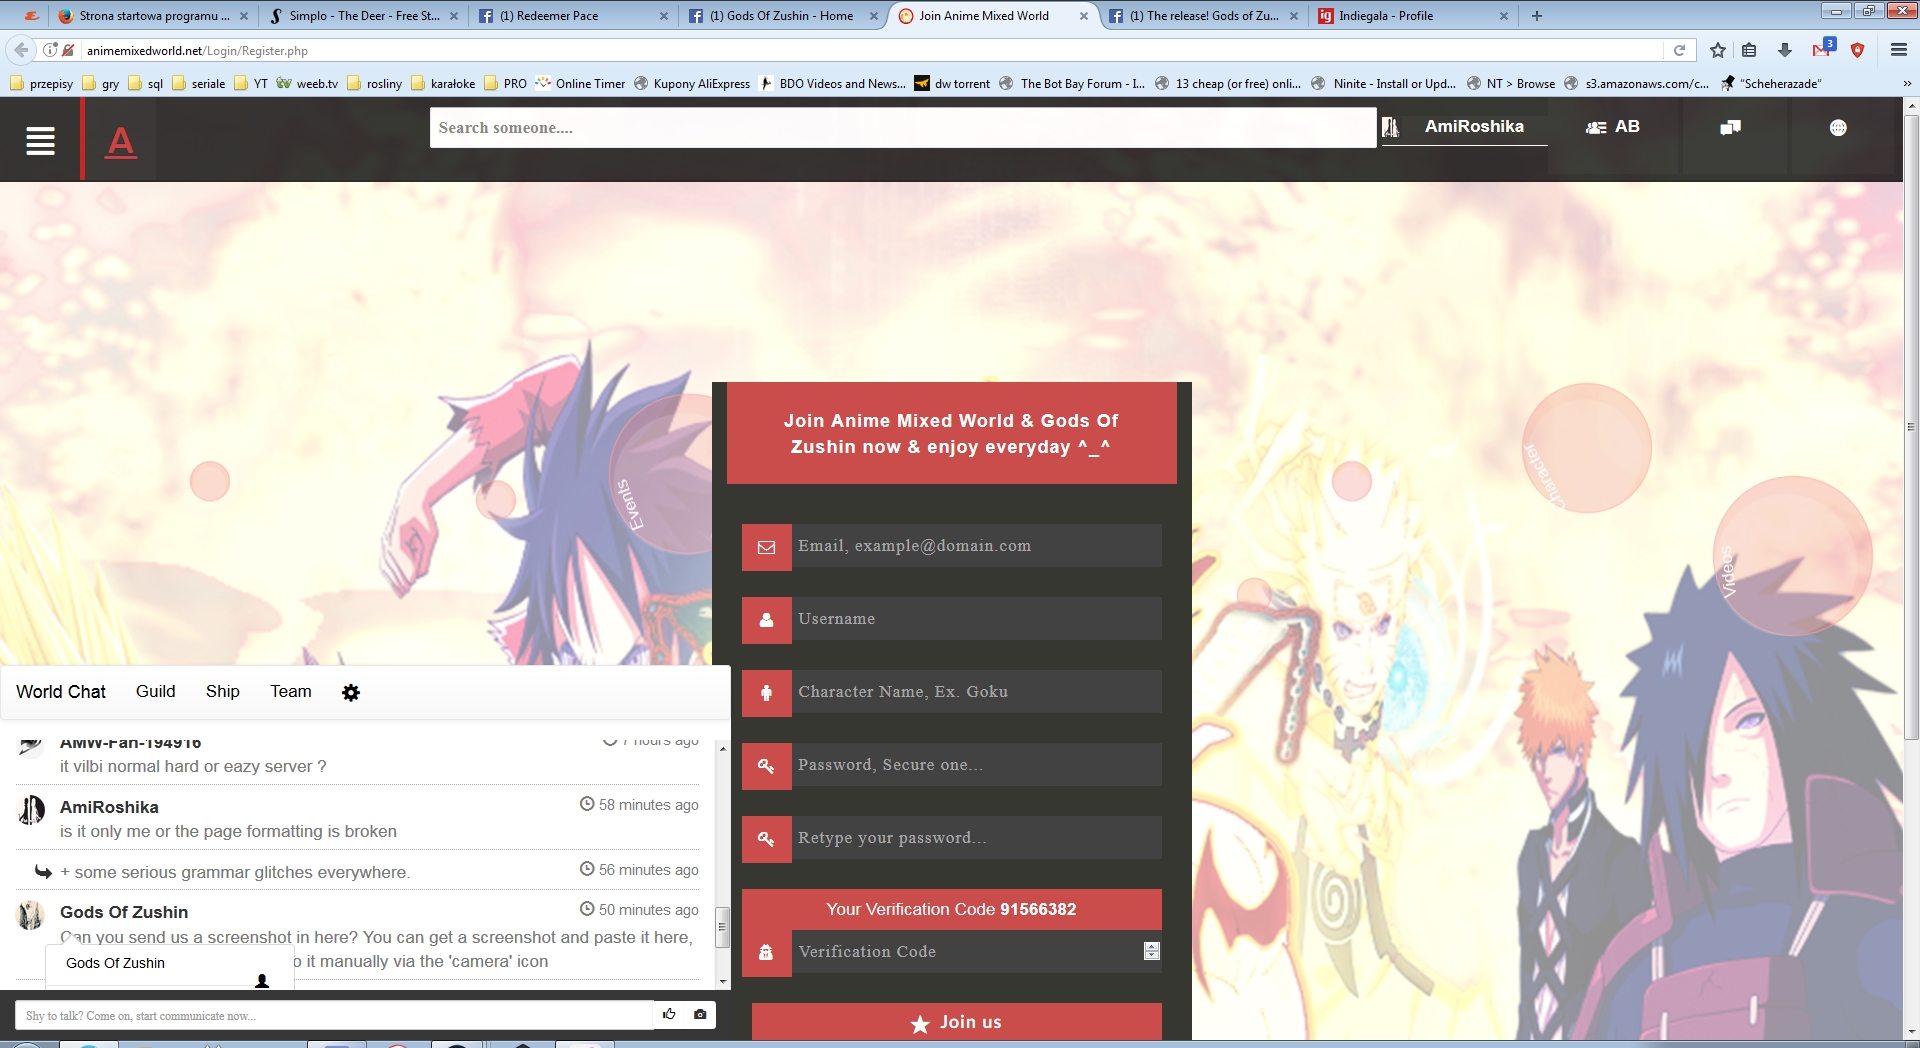 Strona startowa programu ...
Simplo - The Deer - Free St...
(1) Redeemer Pace
(1) Gods Of Zushin - Home
Join Anime Mixed World
(1) The release! Gods of Zu...
Indiegala - Profile
animemixedworld.net/Login/Register.php
3
przepisy
gry
sql
seriale
YT
weeb.tv
rosliny
karałoke
PRO
Online Timer
Kupony AliExpress
BDO Videos and News...
dw torrent
The Bot Bay Forum - I...
13 cheap (or free) onli...
Ninite - Install or Upd...
NT > Browse
s3.amazonaws.com/c...
"Scheherazade"
A
Search someone....
AmiRoshika
AB
Join Anime Mixed World & Gods Of
Zushin now & enjoy everyday ^_^
Email, example@domain.com
Username
Character Name, Ex. Goku
Password, Secure one...
Retype your password...
Your Verification Code 91566382
Verification Code
Join us
Events
Character
Videos
World Chat
Guild
Ship
Team
AMW-Fan-194916
7 hours ago
it vilbi normal hard or eazy server ?
AmiRoshika
58 minutes ago
is it only me or the page formatting is broken
+ some serious grammar glitches everywhere.
56 minutes ago
Gods Of Zushin
50 minutes ago
Can you send us a screenshot in here? You can get a screenshot and paste it here,
o it manually via the 'camera' icon
Gods Of Zushin
Shy to talk? Come on, start communicate now...